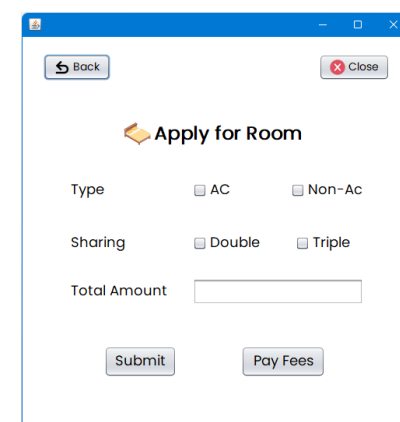 Back Close
Apply for Room
Type AC Non-Ac
Sharing Double Triple
Total Amount
Submit Pay Fees